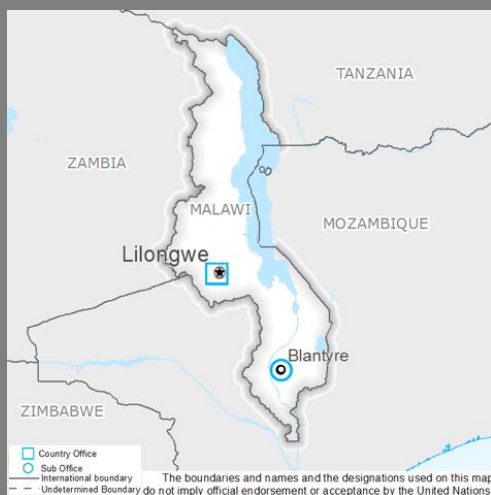 TANZANIA
ZAMBIA
MALAWI
MOZAMBIQUE
Lilongwe
Blantyre
ZIMBABWE
Country Office
Sub Office
International boundary
Undetermined Boundary
The boundaries and names and the designations used on this map
do not imply official endorsement or acceptance by the United Nations